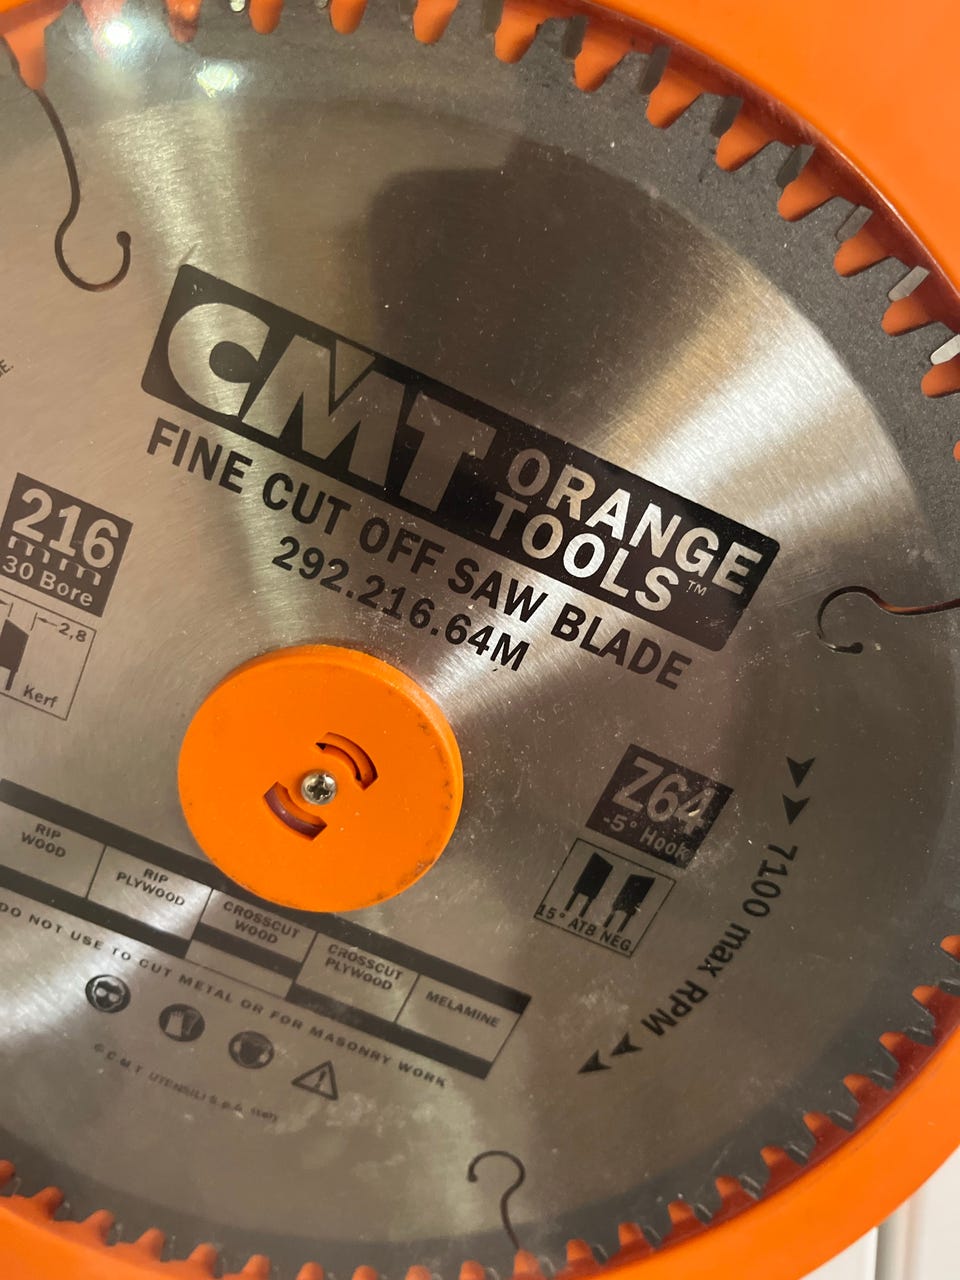 CMT ORANGE
TOOLS™
FINE CUT OFF SAW BLADE
292.216.64M
216
30 Bore
2,8
Kerf
Z64
-5° Hook
15° ATB NEG
7100 max RPM
RIP
WOOD
RIP
PLYWOOD
CROSSCUT
WOOD
CROSSCUT
PLYWOOD
MELAMINE
DO NOT USE TO CUT METAL OR FOR MASONRY WORK
C.M.T. UTENSILI S.p.A.